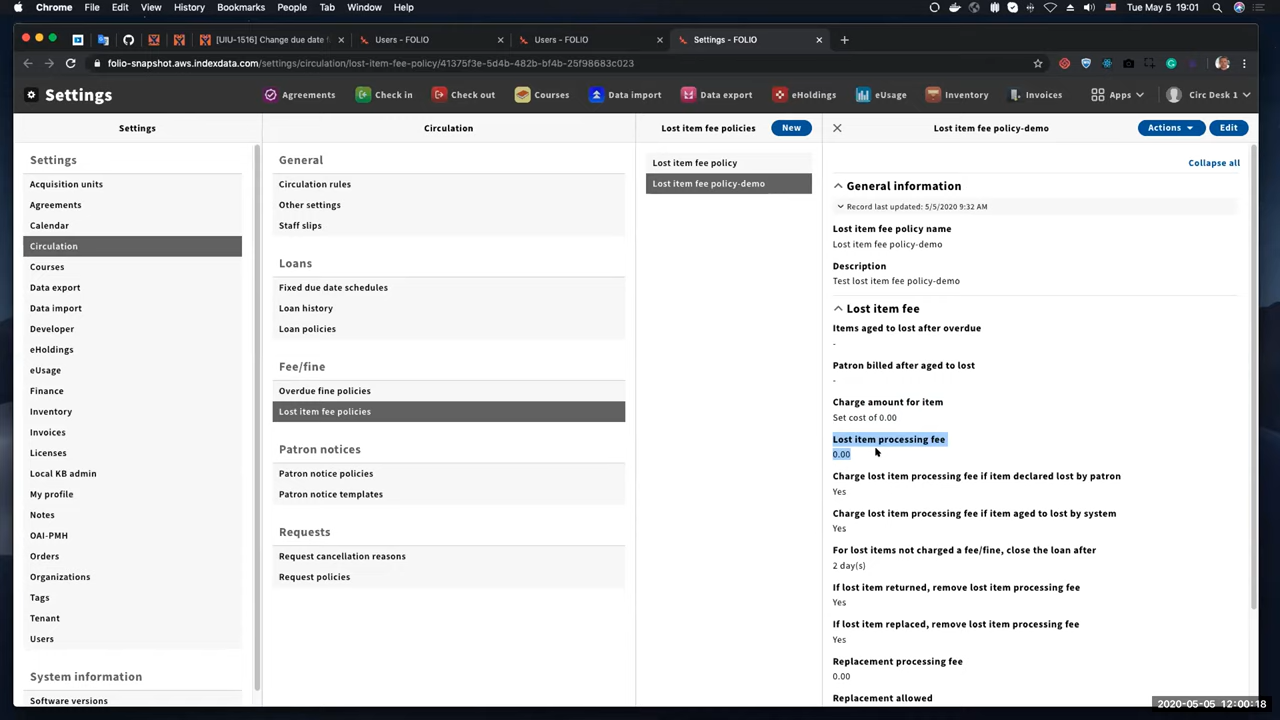 Chrome File Edit View History Bookmarks People Tab Window Help
Tue May 5 19:01
[UIU-1516] Change due date f
Users - FOLIO
Users - FOLIO
Settings - FOLIO
folio-snapshot.aws.indexdata.com/settings/circulation/lost-item-fee-policy/41375f3e-5d4b-482b-bf4b-25f98683c023
Settings
Agreements
Check in
Check out
Courses
Data import
Data export
eHoldings
eUsage
Inventory
Invoices
Apps
Circ Desk 1
Settings
Settings
Acquisition units
Agreements
Calendar
Circulation
Courses
Data export
Data import
Developer
eHoldings
eUsage
Finance
Inventory
Invoices
Licenses
Local KB admin
My profile
Notes
OAI-PMH
Orders
Organizations
Tags
Tenant
Users
System information
Software versions
Circulation
General
Circulation rules
Other settings
Staff slips
Loans
Fixed due date schedules
Loan history
Loan policies
Fee/fine
Overdue fine policies
Lost item fee policies
Patron notices
Patron notice policies
Patron notice templates
Requests
Request cancellation reasons
Request policies
Lost item fee policies
New
Lost item fee policy
Lost item fee policy-demo
Lost item fee policy-demo
Actions
Edit
Collapse all
General information
Record last updated: 5/5/2020 9:32 AM
Lost item fee policy name
Lost item fee policy-demo
Description
Test lost item fee policy-demo
Lost item fee
Items aged to lost after overdue
-
Patron billed after aged to lost
-
Charge amount for item
Set cost of 0.00
Lost item processing fee
0.00
Charge lost item processing fee if item declared lost by patron
Yes
Charge lost item processing fee if item aged to lost by system
Yes
For lost items not charged a fee/fine, close the loan after
2 day(s)
If lost item returned, remove lost item processing fee
Yes
If lost item replaced, remove lost item processing fee
Yes
Replacement processing fee
0.00
Replacement allowed
2020-05-05 12:00:18